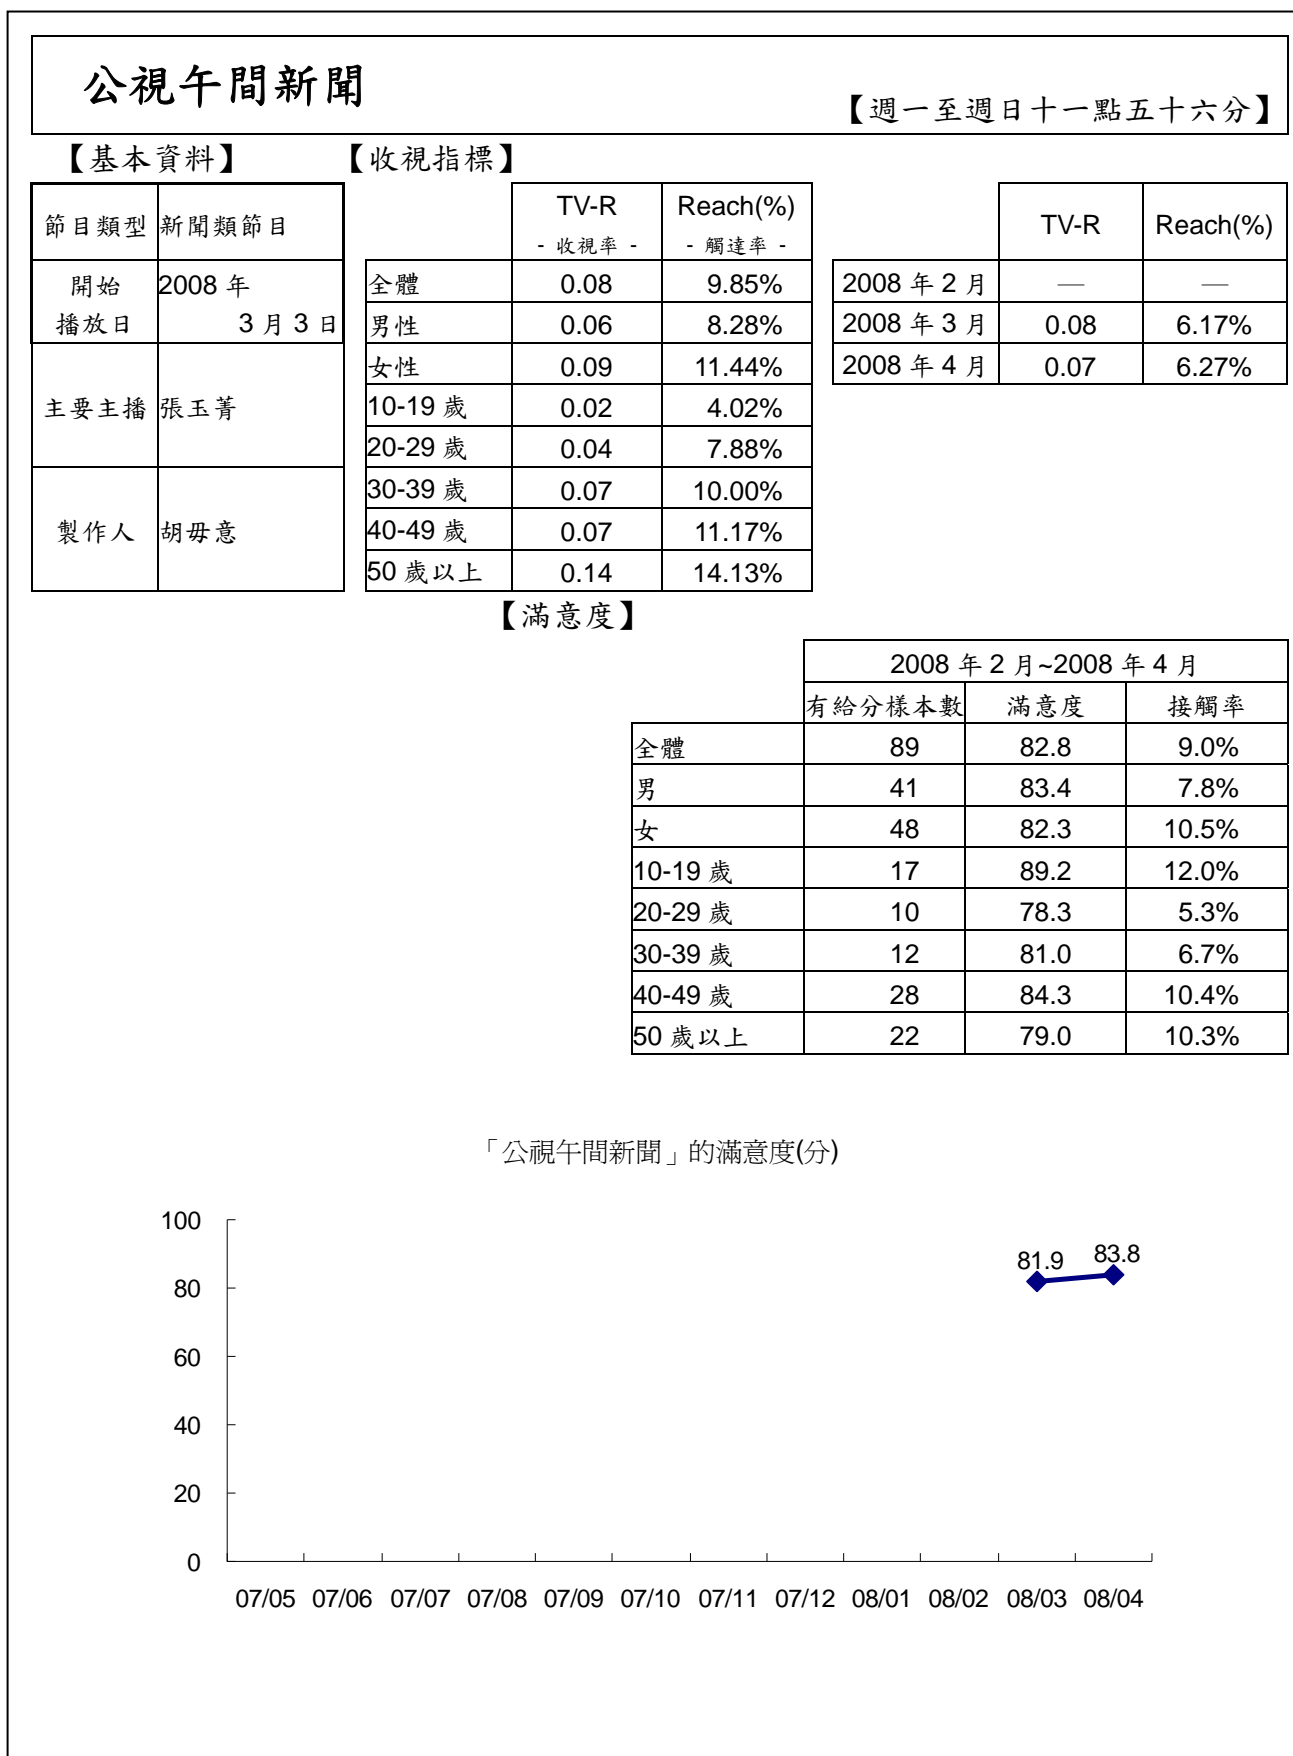 公視午間新聞
【週一至週日十一點五十六分】
【基本資料】 【收視指標】
節目類型 新聞類節目
開始播放日 2008 年 3 月 3 日
主要主播 張玉菁
製作人 胡毋意
TV-R Reach(%)
- 收視率 - - 觸達率 -
全體 0.08 9.85%
男性 0.06 8.28%
女性 0.09 11.44%
10-19 歲 0.02 4.02%
20-29 歲 0.04 7.88%
30-39 歲 0.07 10.00%
40-49 歲 0.07 11.17%
50 歲以上 0.14 14.13%
TV-R Reach(%)
2008 年 2 月 — —
2008 年 3 月 0.08 6.17%
2008 年 4 月 0.07 6.27%
【滿意度】
2008 年 2 月~2008 年 4 月
有給分樣本數 滿意度 接觸率
全體 89 82.8 9.0%
男 41 83.4 7.8%
女 48 82.3 10.5%
10-19 歲 17 89.2 12.0%
20-29 歲 10 78.3 5.3%
30-39 歲 12 81.0 6.7%
40-49 歲 28 84.3 10.4%
50 歲以上 22 79.0 10.3%
「公視午間新聞」的滿意度(分)
100
80
60
40
20
0
81.9 83.8
07/05 07/06 07/07 07/08 07/09 07/10 07/11 07/12 08/01 08/02 08/03 08/04